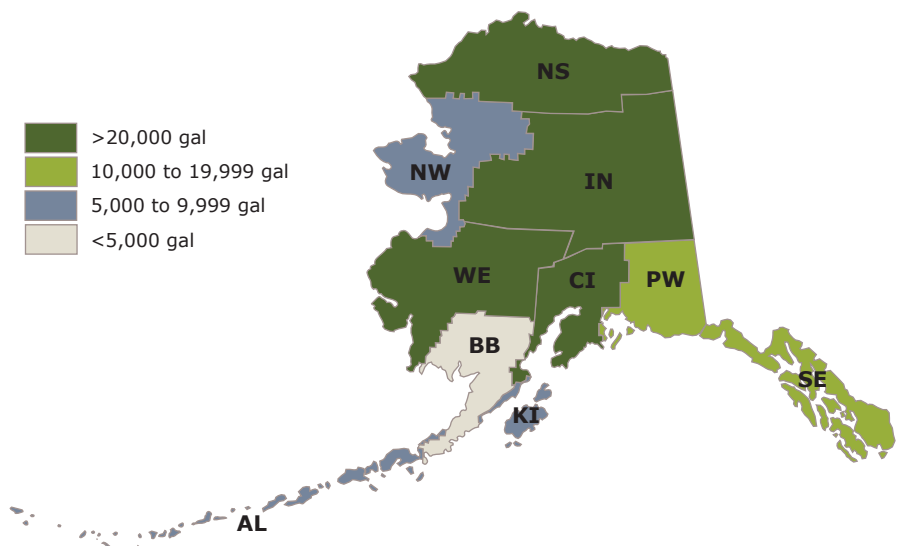 NS
>20,000 gal
10,000 to 19,999 gal
NW
IN
5,000 to 9,999 gal
<5,000 gal
WE
CI
PW
BB
SE
KI
AL